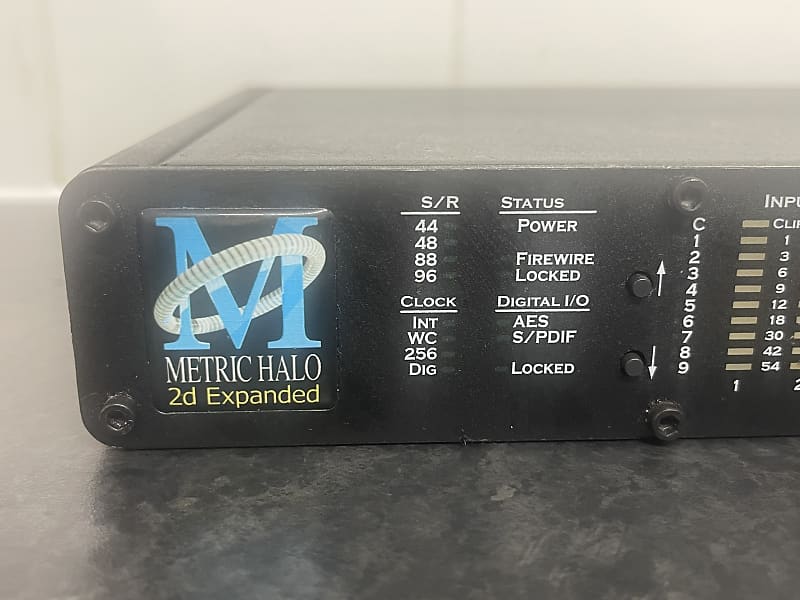 M
METRIC HALO
2d Expanded
S/R
44
48
88
96
CLOCK
INT
WC
256
DIG
STATUS
POWER
FIREWIRE
LOCKED
DIGITAL I/O
AES
S/PDIF
LOCKED
C
1
2
3
4
5
6
7
8
9
CLIP
1
3
6
9
12
18
30
42
54
1
2